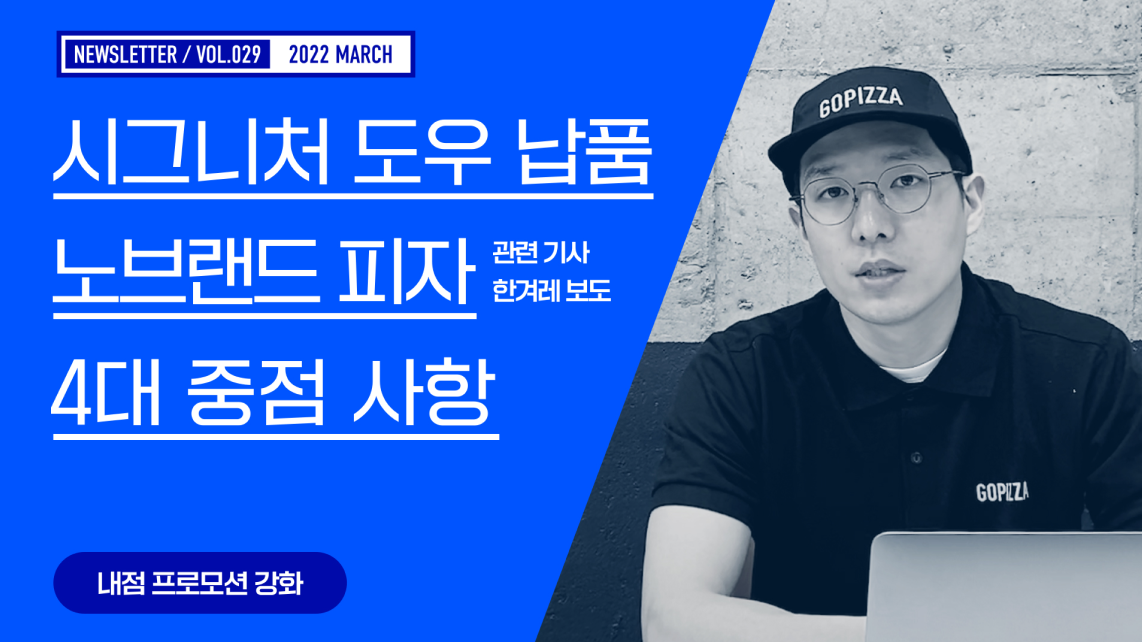 NEWSLETTER / VOL.029 2022 MARCH
시그니처 도우 납품
노브랜드 피자
관련 기사
한겨레 보도
4대 중점 사항
내점 프로모션 강화
GOPIZZA
GOPIZZA